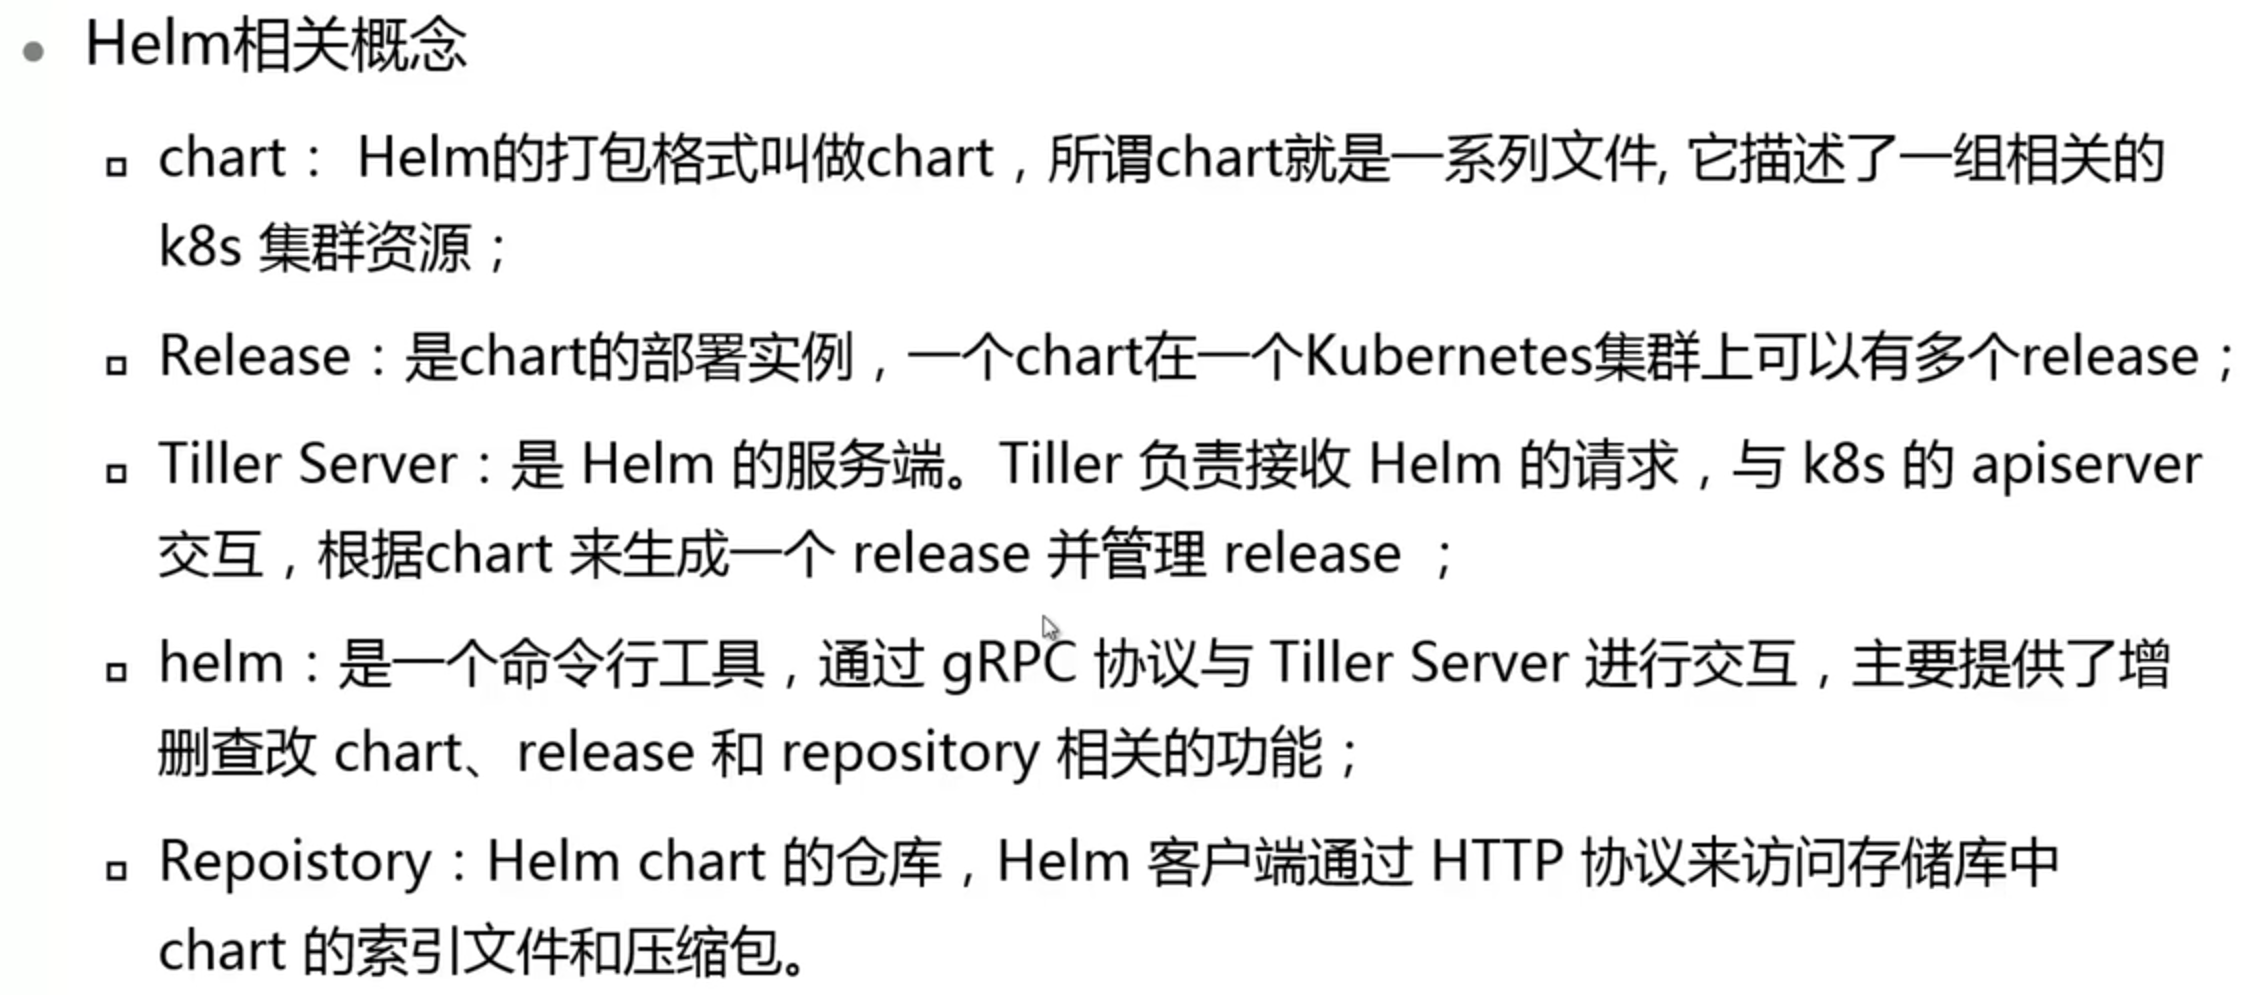 Helm相关概念
chart： Helm的打包格式叫做chart，所谓chart就是一系列文件, 它描述了一组相关的
k8s 集群资源；
Release：是chart的部署实例，一个chart在一个Kubernetes集群上可以有多个release；
Tiller Server：是 Helm 的服务端。Tiller 负责接收 Helm 的请求，与 k8s 的 apiserver
交互，根据chart 来生成一个 release 并管理 release ；
helm：是一个命令行工具，通过 gRPC 协议与 Tiller Server 进行交互，主要提供了增
删查改 chart、release 和 repository 相关的功能；
Repoistory：Helm chart 的仓库，Helm 客户端通过 HTTP 协议来访问存储库中
chart 的索引文件和压缩包。